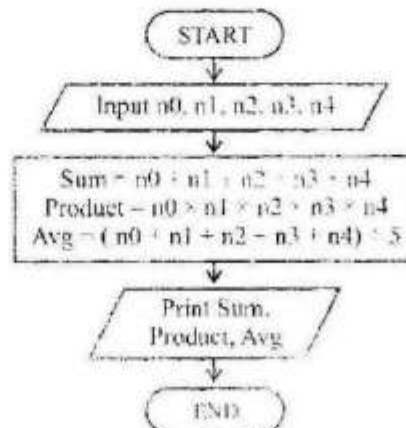 START
Input n0, n1, n2, n3, n4
Sum = n0 + n1 + n2 + n3 + n4
Product = n0 × n1 × n2 × n3 × n4
Avg = ( n0 + n1 + n2 + n3 + n4) ÷ 5
Print Sum,
Product, Avg
END